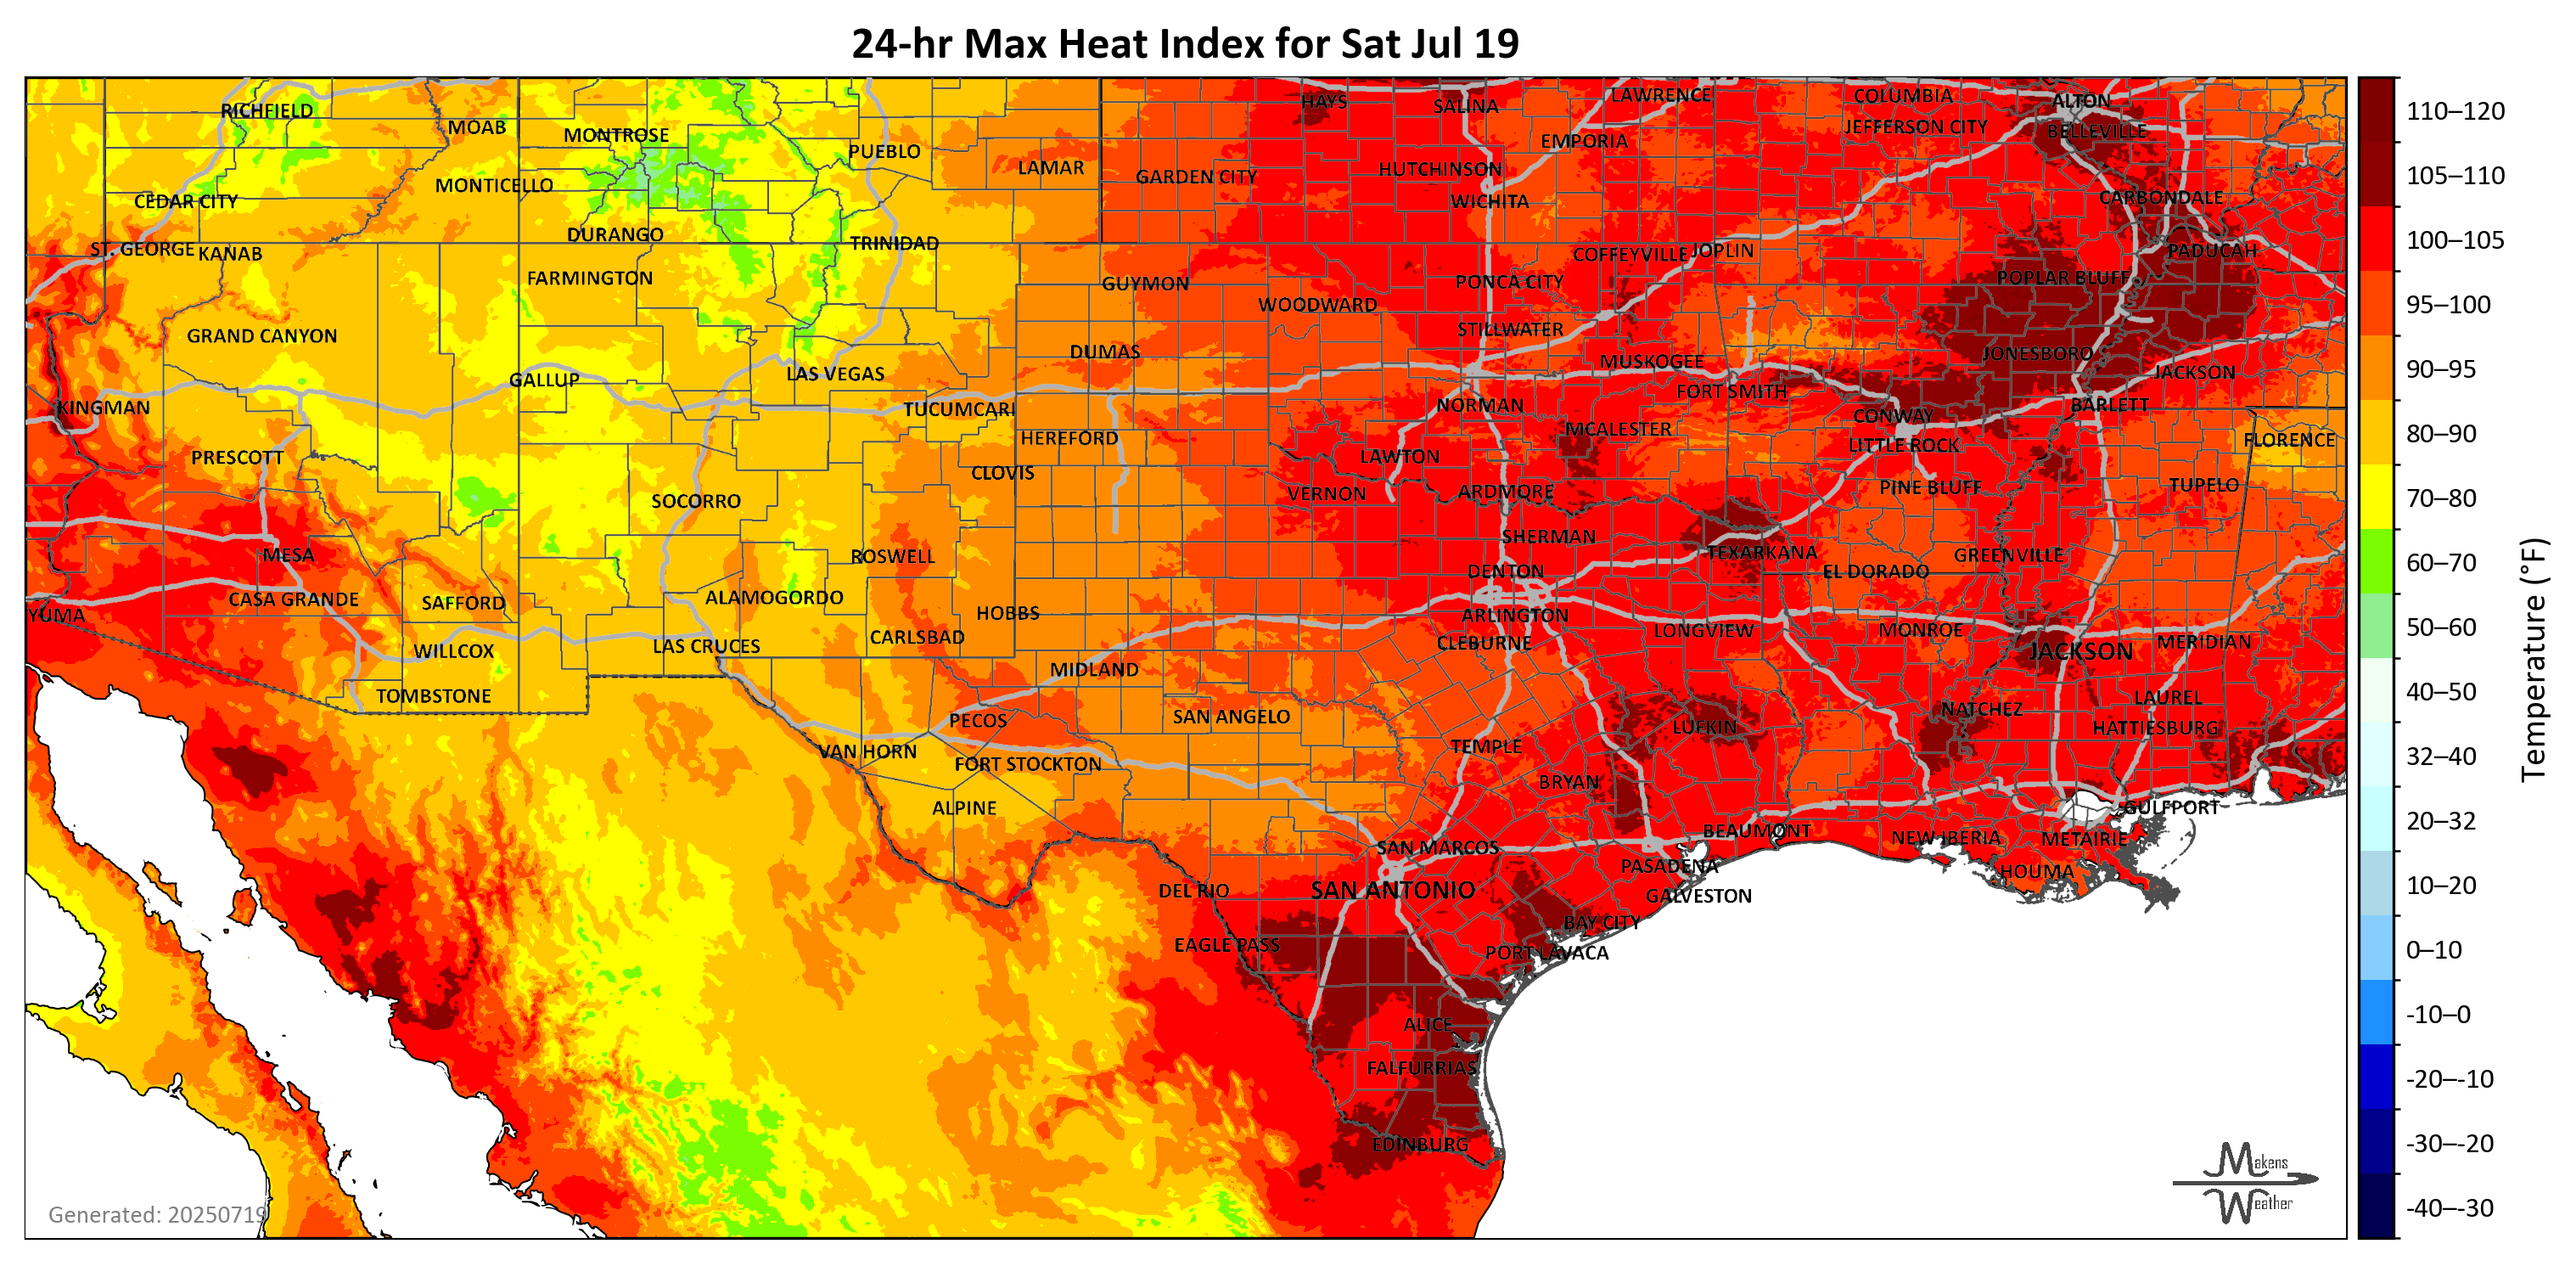 24-hr Max Heat Index for Sat Jul 19
RICHFIELD
MOAB
MONTROSE
PUEBLO
LAMAR
HAYS
SALINA
LAWRENCE
COLUMBIA
ALTON
JEFFERSON CITY
BELLEVILLE
EMPORIA
GARDEN CITY
HUTCHINSON
WICHITA
CEDAR CITY
MONTICELLO
CARBONDALE
ST. GEORGE
KANAB
DURANGO
TRINIDAD
COFFEYVILLE
JOPLIN
PADUCAH
FARMINGTON
GUYMON
PONCA CITY
POPLAR BLUFF
WOODWARD
STILLWATER
GRAND CANYON
DUMAS
MUSKOGEE
JONESBORO
JACKSON
GALLUP
LAS VEGAS
FORT SMITH
KINGMAN
TUCUMCARI
NORMAN
CONWAY
BARLETT
HEREFORD
MCALESTER
LITTLE ROCK
FLORENCE
PRESCOTT
CLOVIS
LAWTON
SOCORRO
VERNON
ARDMORE
PINE BLUFF
TUPELO
MESA
ROSWELL
SHERMAN
TEXARKANA
GREENVILLE
DENTON
EL DORADO
CASA GRANDE
SAFFORD
ALAMOGORDO
HOBBS
ARLINGTON
YUMA
WILLCOX
LAS CRUCES
CARLSBAD
CLEBURNE
LONGVIEW
MONROE
JACKSON
MERIDIAN
MIDLAND
TOMBSTONE
PECOS
SAN ANGELO
LUFKIN
NATCHEZ
LAUREL
HATTIESBURG
VAN HORN
FORT STOCKTON
TEMPLE
BRYAN
ALPINE
GULFPORT
SAN MARCOS
BEAUMONT
NEW IBERIA
METAIRIE
DEL RIO
SAN ANTONIO
PASADENA
GALVESTON
HOUMA
BAY CITY
EAGLE PASS
PORT LAVACA
ALICE
FALFURRIAS
EDINBURG
Generated: 20250719
Makens
Weather
110–120
105–110
100–105
95–100
90–95
80–90
70–80
60–70
50–60
40–50
32–40
20–32
10–20
0–10
-10–0
-20–-10
-30–-20
-40–-30
Temperature (°F)